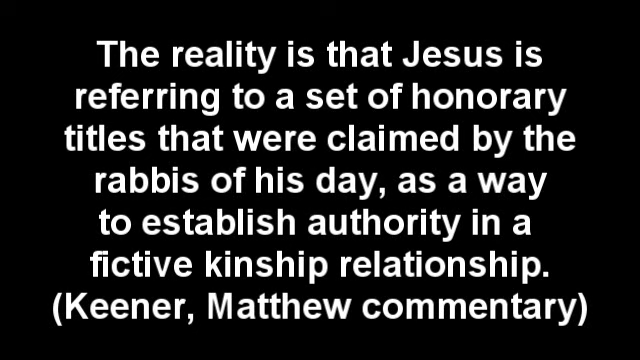 The reality is that Jesus is
referring to a set of honorary
titles that were claimed by the
rabbis of his day, as a way
to establish authority in a
fictive kinship relationship.
(Keener, Matthew commentary)